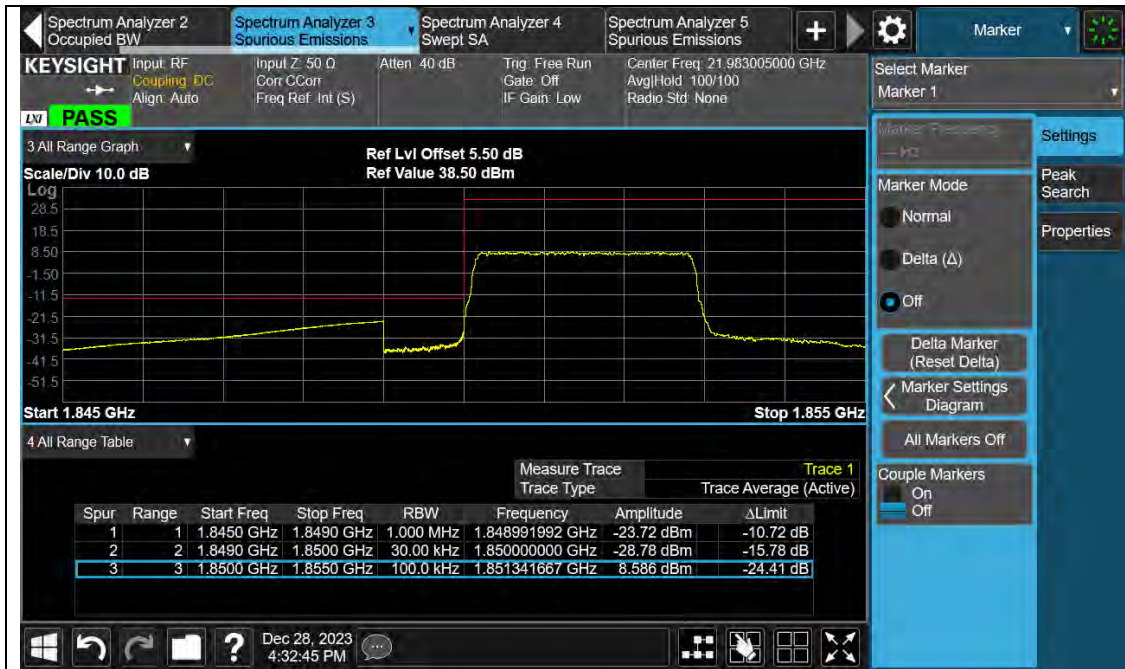 Spectrum Analyzer 2
Occupied BW
Spectrum Analyzer 3
Spurious Emissions
Spectrum Analyzer 4
Swept SA
Spectrum Analyzer 5
Spurious Emissions
+
Marker
KEYSIGHT
Input: RF
Coupling: DC
Align: Auto
Input Z: 50 Ω
Corr CCorr
Freq Ref: Int (S)
Atten: 40 dB
Trig: Free Run
Gate: Off
IF Gain: Low
Center Freq: 21.983005000 GHz
Avg|Hold: 100/100
Radio Std: None
LXI PASS
Select Marker
Marker 1
3 All Range Graph
Ref Lvl Offset 5.50 dB
Scale/Div 10.0 dB
Ref Value 38.50 dBm
Log
28.5
18.5
8.50
-1.50
-11.5
-21.5
-31.5
-41.5
-51.5
Start 1.845 GHz
Stop 1.855 GHz
Marker Frequency
--- Hz
Settings
Marker Mode
Normal
Delta (Δ)
Off
Peak
Search
Properties
Delta Marker
(Reset Delta)
Marker Settings
Diagram
All Markers Off
Couple Markers
On
Off
4 All Range Table
Measure Trace Trace 1
Trace Type Trace Average (Active)
Spur Range Start Freq Stop Freq RBW Frequency Amplitude ΔLimit
1 1 1.8450 GHz 1.8490 GHz 1.000 MHz 1.848991992 GHz -23.72 dBm -10.72 dB
2 2 1.8490 GHz 1.8500 GHz 30.00 kHz 1.850000000 GHz -28.78 dBm -15.78 dB
3 3 1.8500 GHz 1.8550 GHz 100.0 kHz 1.851341667 GHz 8.586 dBm -24.41 dB
?
Dec 28, 2023
4:32:45 PM